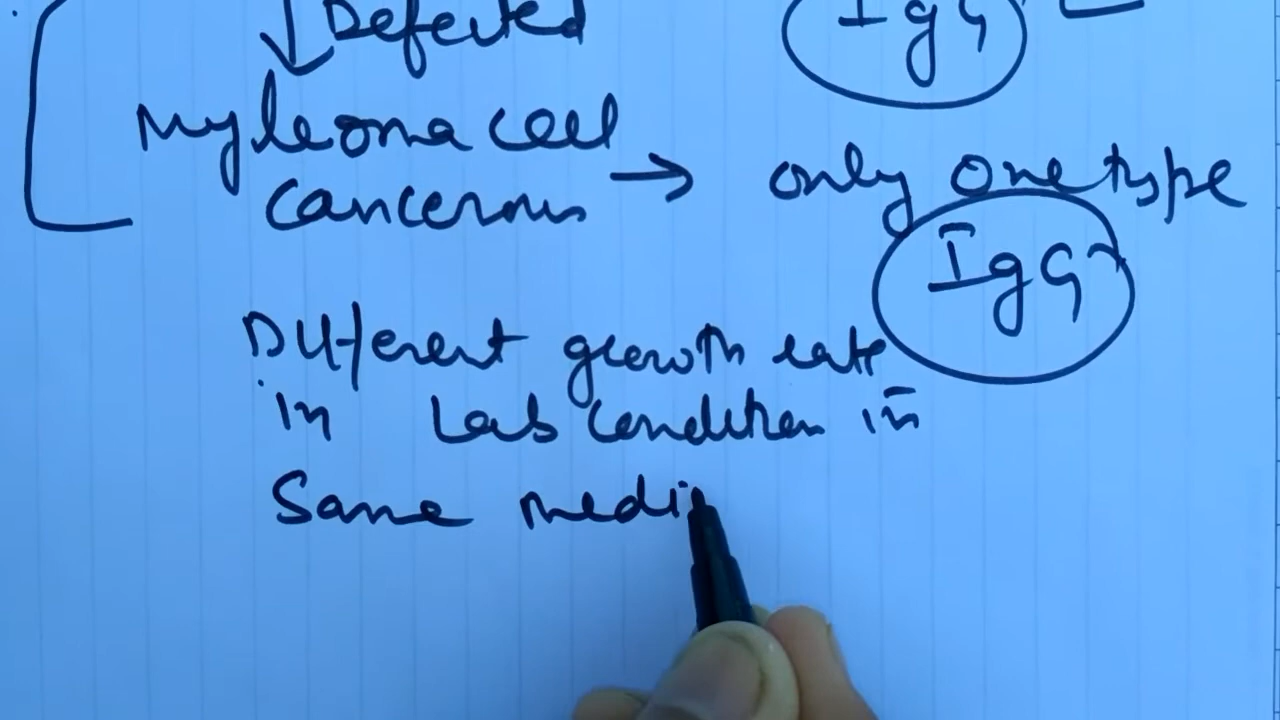 Defected
IgG
Myleoma cell
cancerous → only one type
IgG
Different growth rate
in Lab condition in
Same medi